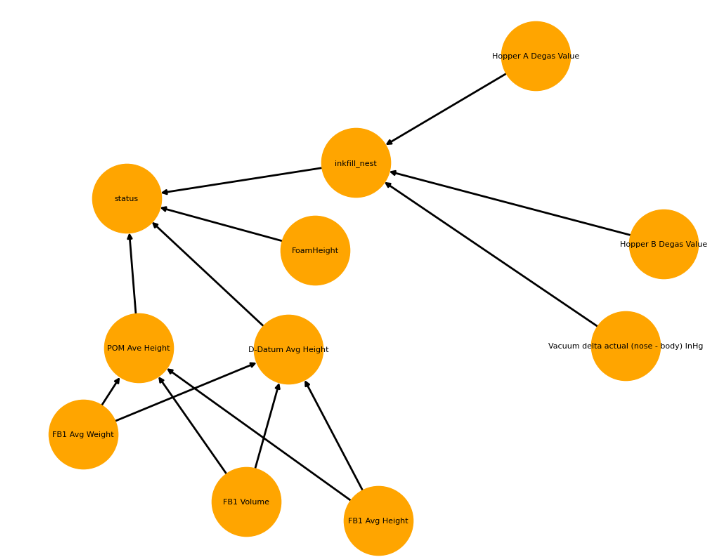 Hopper A Degas Value
inkfill_nest
status
Hopper B Degas Value
FoamHeight
Vacuum delta actual (nose - body) InHg
POM Ave Height
D-Datum Avg Height
FB1 Avg Weight
FB1 Volume
FB1 Avg Height